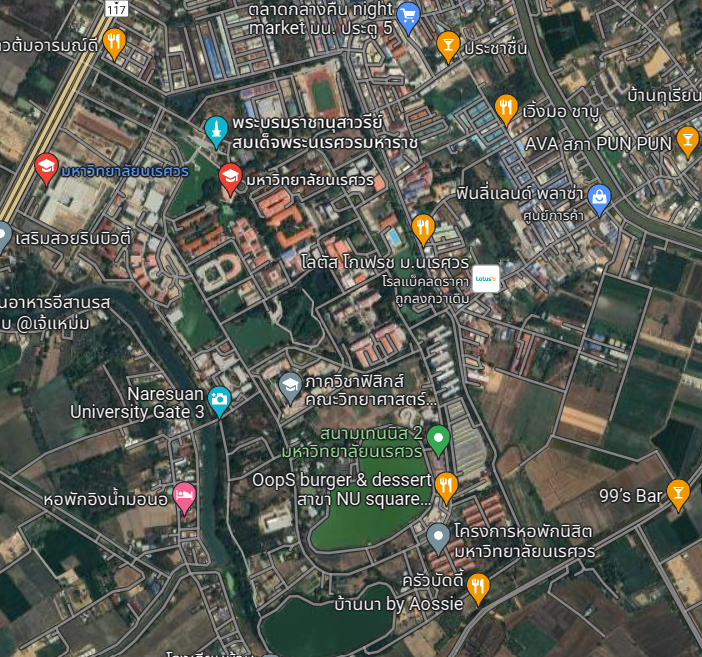 117
ตลาดกลางคืน night
market มน. ประตู 5
วต้มอารมณ์ดี
ประชาชื่น
บ้านทุเรียน
เวิ้งมอ ชาบู
พระบรมราชานุสาวรีย์
สมเด็จพระนเรศวรมหาราช
AVA สภา PUN PUN
มหาวิทยาลัยนเรศวร
มหาวิทยาลัยนเรศวร
ฟินลี่แลนด์ พลาซ่า
ศูนย์การค้า
เสริมสวยรินบิวตี้
โลตัส โกเฟรช ม.นเรศวร
โรลแบ็คลดราคา
ถูกลงกว่าเดิม
Lotus's
นอาหารอิสานรส
บ @เจ้แหม่ม
ภาควิชาฟิสิกส์
คณะวิทยาศาสตร์...
Naresuan
University Gate 3
สนามเทนนิส 2
มหาวิทยาลัยนเรศวร
OopS burger & dessert
สาขา NU square...
หอพักอิงน้ำมอนอ
99's Bar
โครงการหอพักนิสิต
มหาวิทยาลัยนเรศวร
ครัวบัดดี้
บ้านนา by Aossie